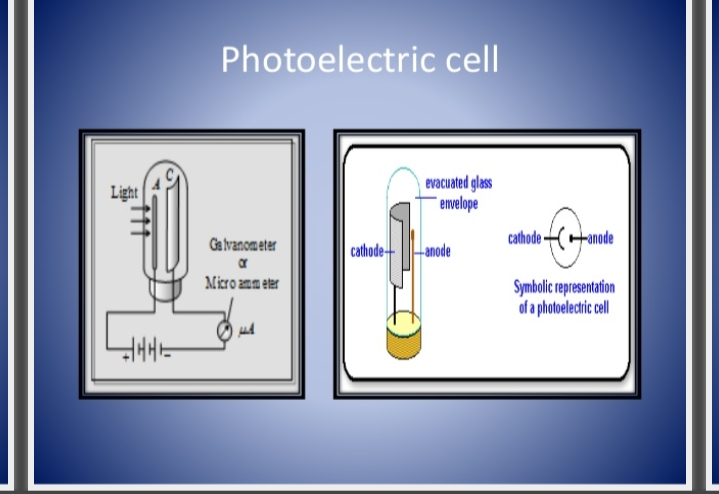 Photoelectric cell
Light
A
C
Galvanometer
or
Micro ammeter
μA
+
-
evacuated glass
envelope
cathode
anode
cathode
anode
Symbolic representation
of a photoelectric cell